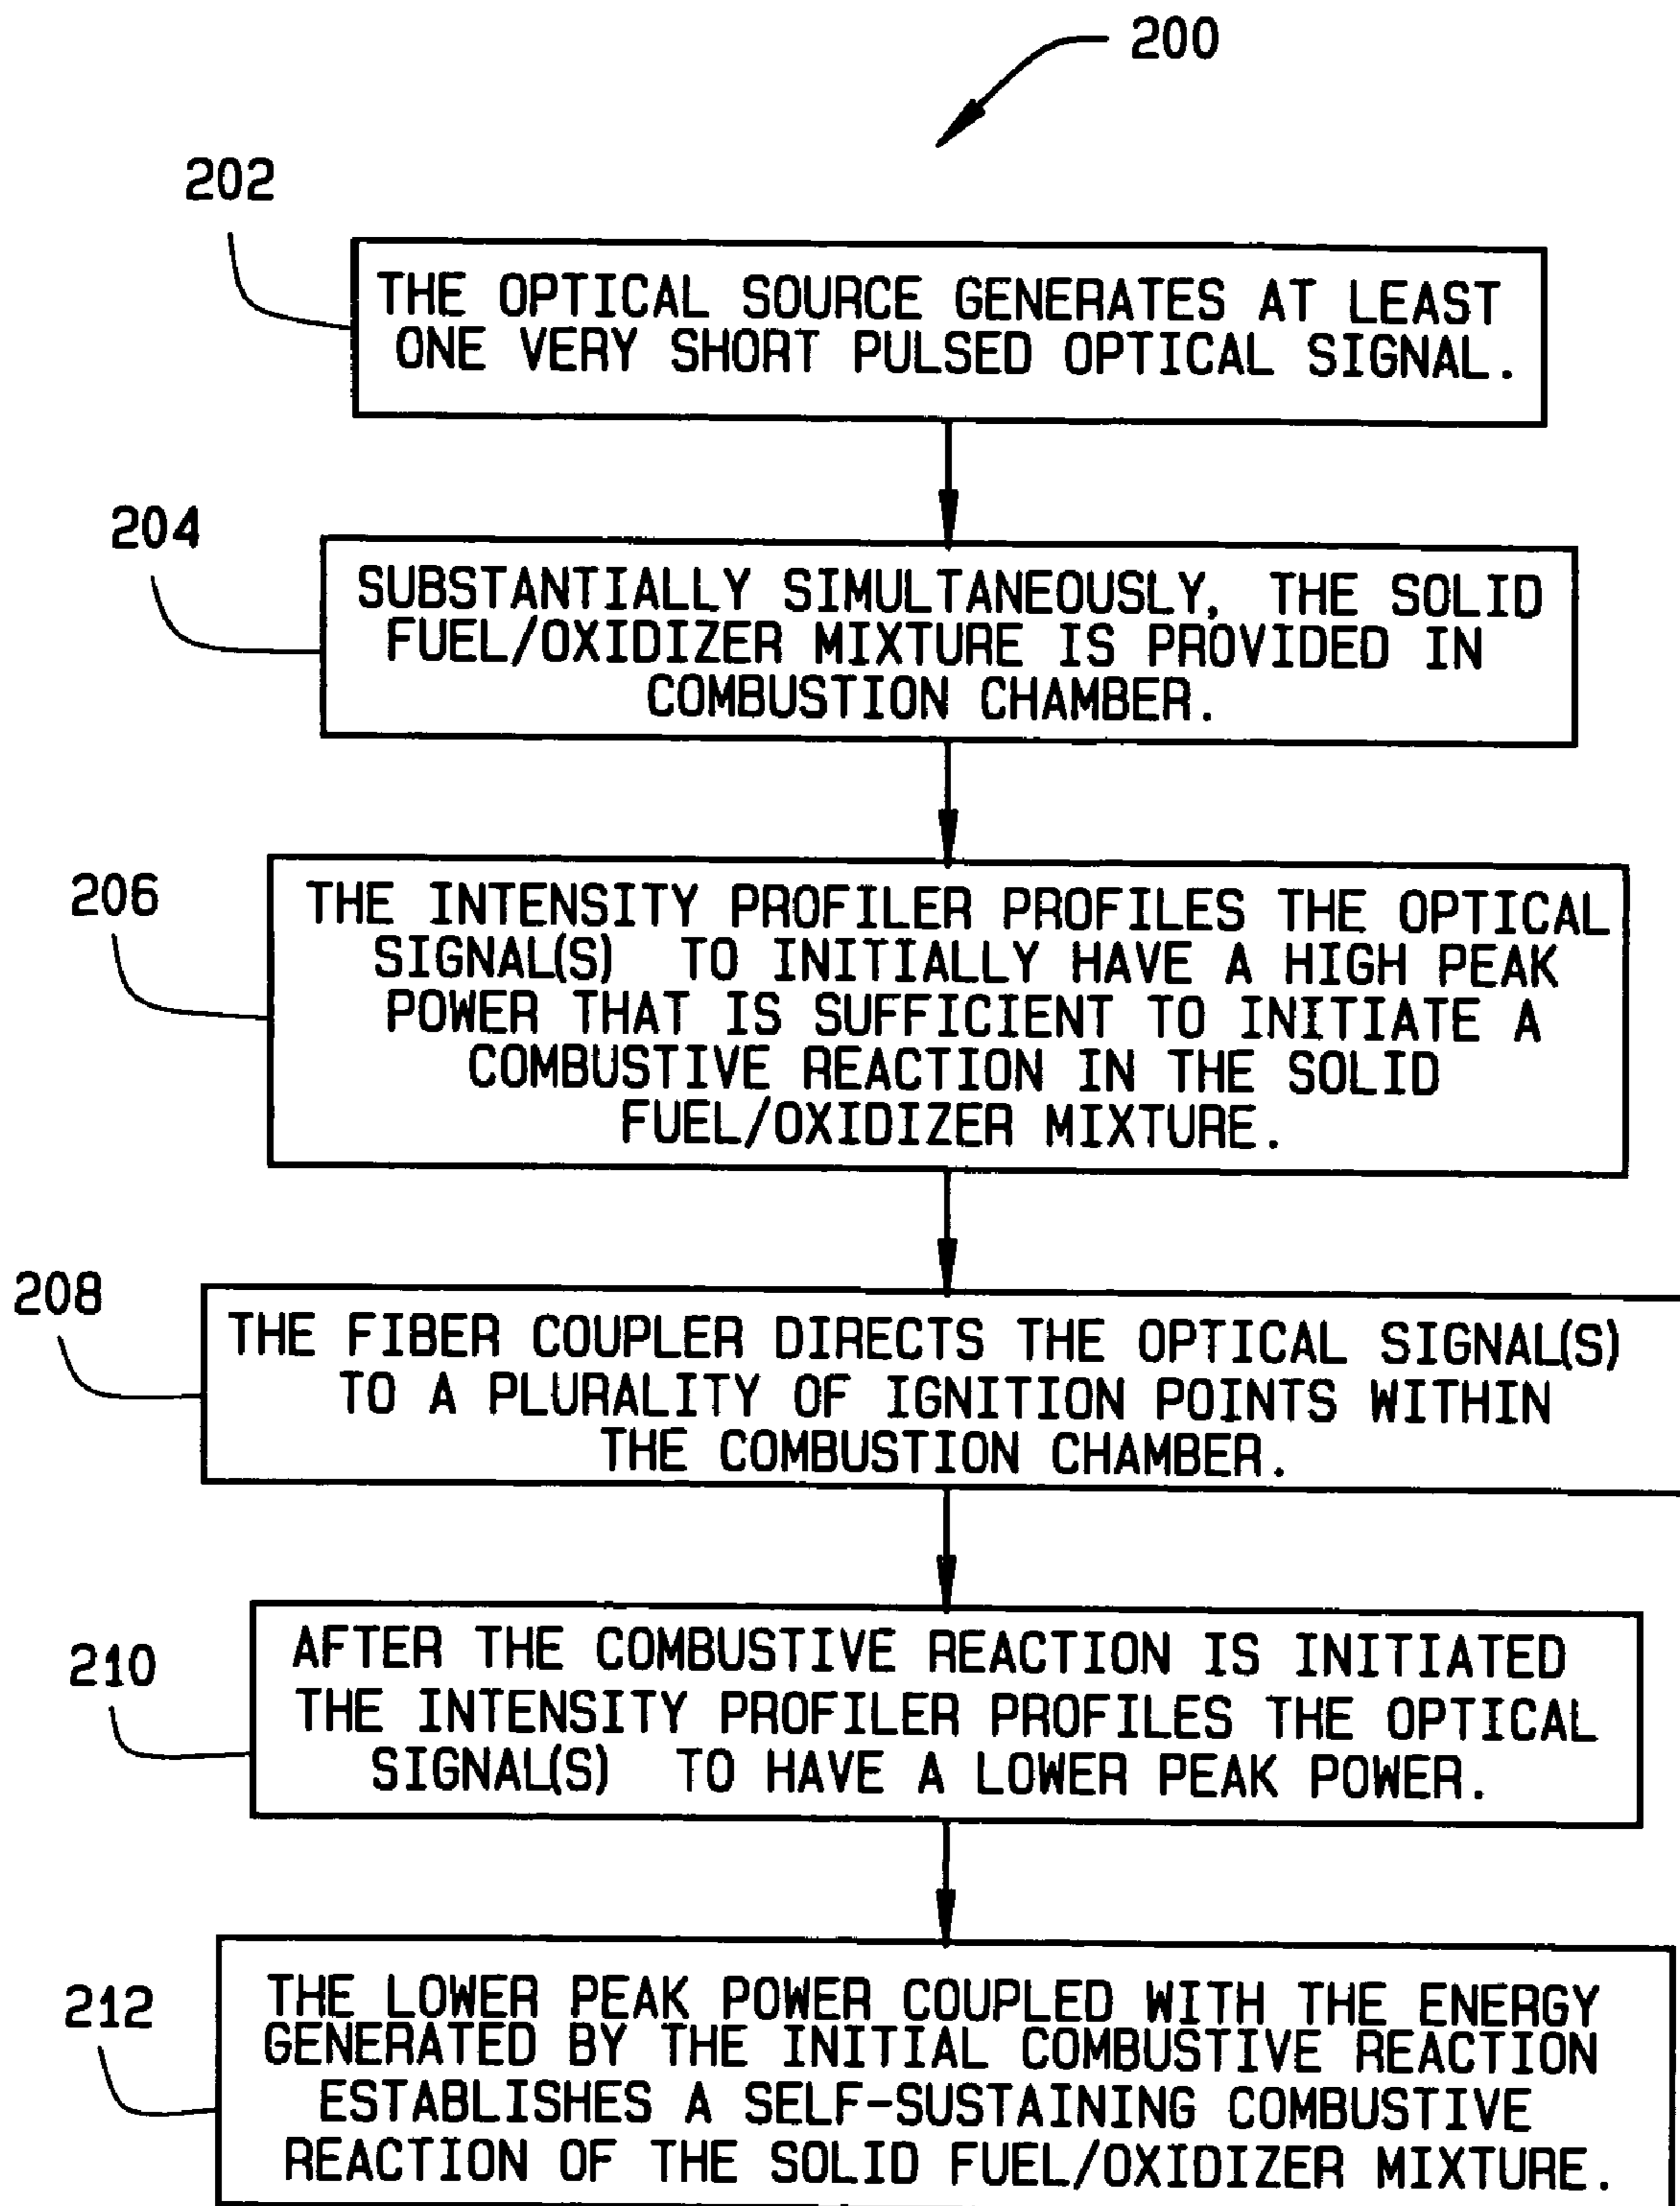 200
202
THE OPTICAL SOURCE GENERATES AT LEAST
ONE VERY SHORT PULSED OPTICAL SIGNAL.
204
SUBSTANTIALLY SIMULTANEOUSLY, THE SOLID
FUEL/OXIDIZER MIXTURE IS PROVIDED IN
COMBUSTION CHAMBER.
206
THE INTENSITY PROFILER PROFILES THE OPTICAL
SIGNAL(S) TO INITIALLY HAVE A HIGH PEAK
POWER THAT IS SUFFICIENT TO INITIATE A
COMBUSTIVE REACTION IN THE SOLID
FUEL/OXIDIZER MIXTURE.
208
THE FIBER COUPLER DIRECTS THE OPTICAL SIGNAL(S)
TO A PLURALITY OF IGNITION POINTS WITHIN
THE COMBUSTION CHAMBER.
210
AFTER THE COMBUSTIVE REACTION IS INITIATED
THE INTENSITY PROFILER PROFILES THE OPTICAL
SIGNAL(S) TO HAVE A LOWER PEAK POWER.
212
THE LOWER PEAK POWER COUPLED WITH THE ENERGY
GENERATED BY THE INITIAL COMBUSTIVE REACTION
ESTABLISHES A SELF-SUSTAINING COMBUSTIVE
REACTION OF THE SOLID FUEL/OXIDIZER MIXTURE.